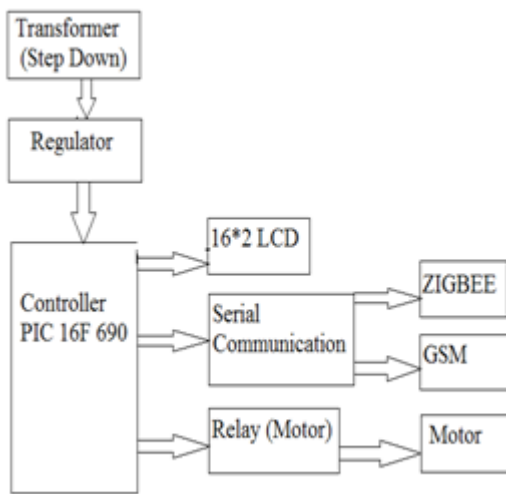 Transformer
(Step Down)
Regulator
16*2 LCD
Controller
PIC 16F 690
Serial
Communication
ZIGBEE
GSM
Relay (Motor)
Motor